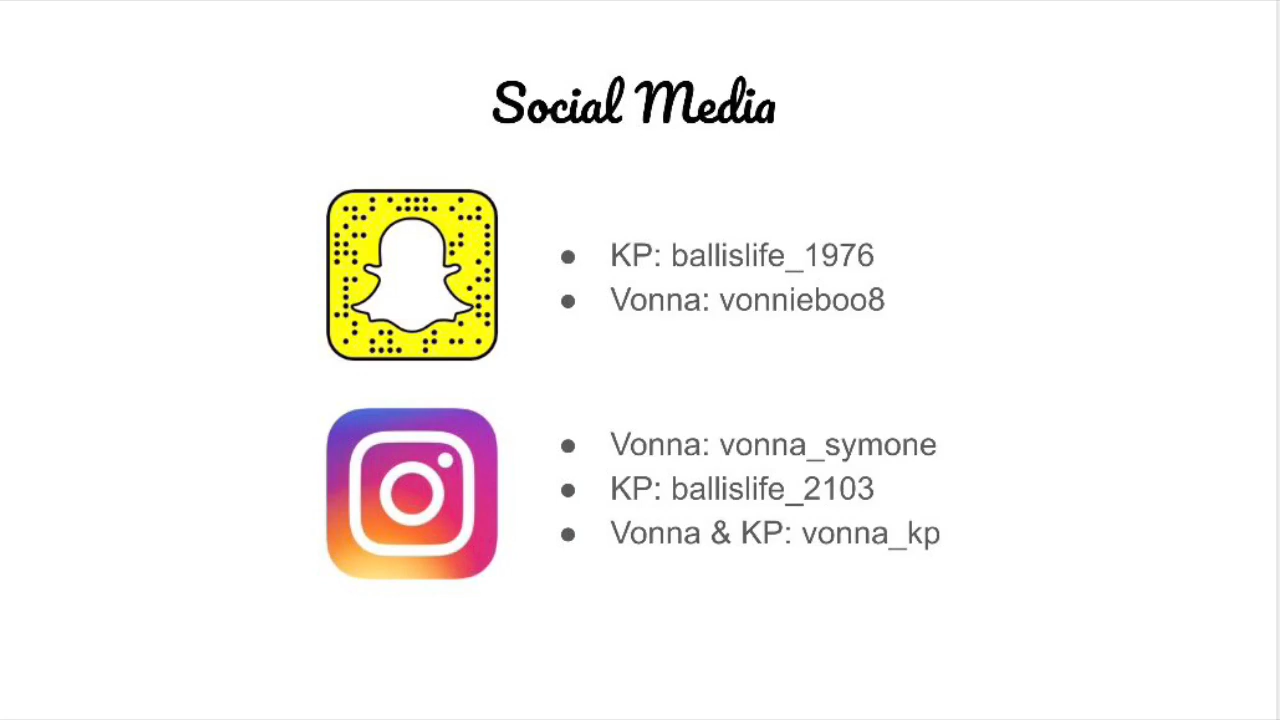 Social Media
● KP: ballislife_1976
● Vonna: vonnieboo8
● Vonna: vonna_symone
● KP: ballislife_2103
● Vonna & KP: vonna_kp